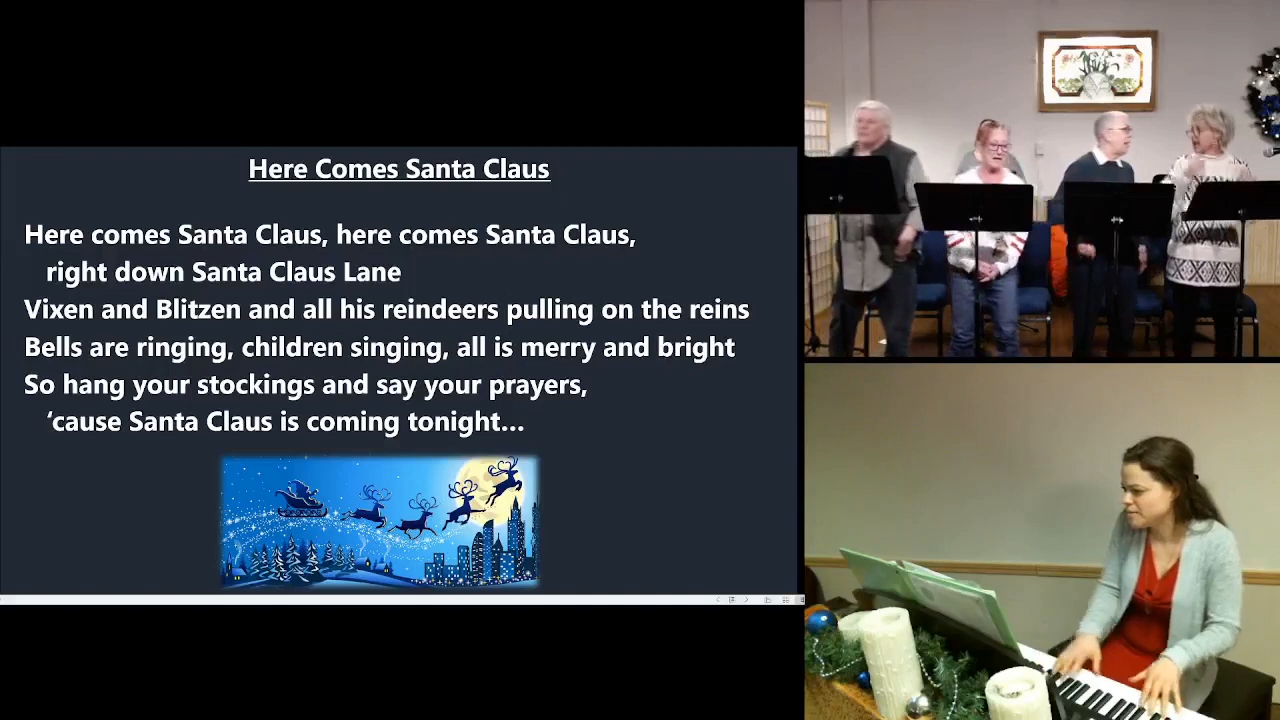 Here Comes Santa Claus
Here comes Santa Claus, here comes Santa Claus,
right down Santa Claus Lane
Vixen and Blitzen and all his reindeers pulling on the reins
Bells are ringing, children singing, all is merry and bright
So hang your stockings and say your prayers,
‘cause Santa Claus is coming tonight…